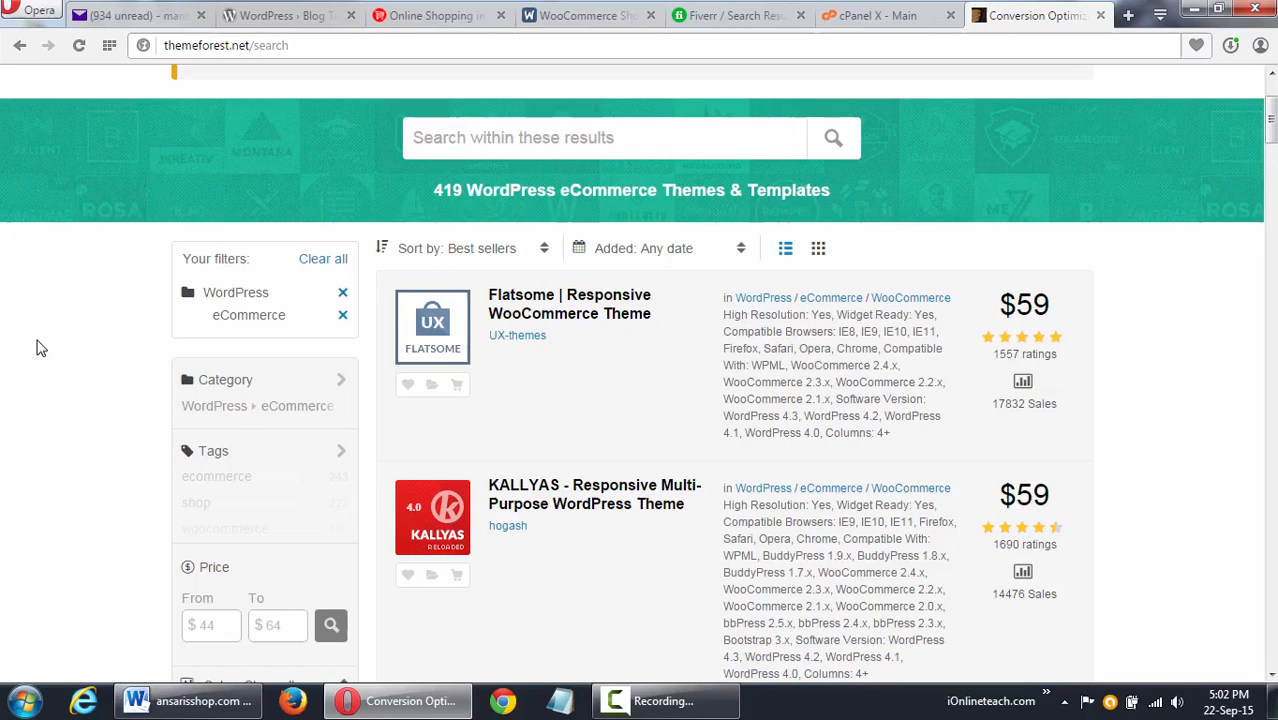 Opera
(934 unread) - man
WordPress › Blog T
Online Shopping in
WooCommerce Sh
Fiverr / Search Res
cPanel X - Main
Conversion Optimiz
themeforest.net/search
Search within these results
419 WordPress eCommerce Themes & Templates
Your filters: Clear all
WordPress
eCommerce
Sort by: Best sellers
Added: Any date
Category
WordPress eCommerce
Tags
ecommerce 243
shop 222
woocommerce
Price
From To
$ 44 $ 64
UX
FLATSOME
Flatsome | Responsive
WooCommerce Theme
UX-themes
in WordPress / eCommerce / WooCommerce
High Resolution: Yes, Widget Ready: Yes,
Compatible Browsers: IE8, IE9, IE10, IE11,
Firefox, Safari, Opera, Chrome, Compatible
With: WPML, WooCommerce 2.4.x,
WooCommerce 2.3.x, WooCommerce 2.2.x,
WooCommerce 2.1.x, Software Version:
WordPress 4.3, WordPress 4.2, WordPress
4.1, WordPress 4.0, Columns: 4+
$59
1557 ratings
17832 Sales
4.0
KALLYAS
RELOADED
KALLYAS - Responsive Multi-
Purpose WordPress Theme
hogash
in WordPress / eCommerce / WooCommerce
High Resolution: Yes, Widget Ready: Yes,
Compatible Browsers: IE9, IE10, IE11, Firefox,
Safari, Opera, Chrome, Compatible With:
WPML, BuddyPress 1.9.x, BuddyPress 1.8.x,
BuddyPress 1.7.x, WooCommerce 2.4.x,
WooCommerce 2.3.x, WooCommerce 2.2.x,
WooCommerce 2.1.x, WooCommerce 2.0.x,
bbPress 2.5.x, bbPress 2.4.x, bbPress 2.3.x,
Bootstrap 3.x, Software Version: WordPress
4.3, WordPress 4.2, WordPress 4.1,
WordPress 4.0, Columns: 4+
$59
1690 ratings
14476 Sales
ansarisshop.com ...
Conversion Opti...
Recording...
iOnlineteach.com
5:02 PM
22-Sep-15